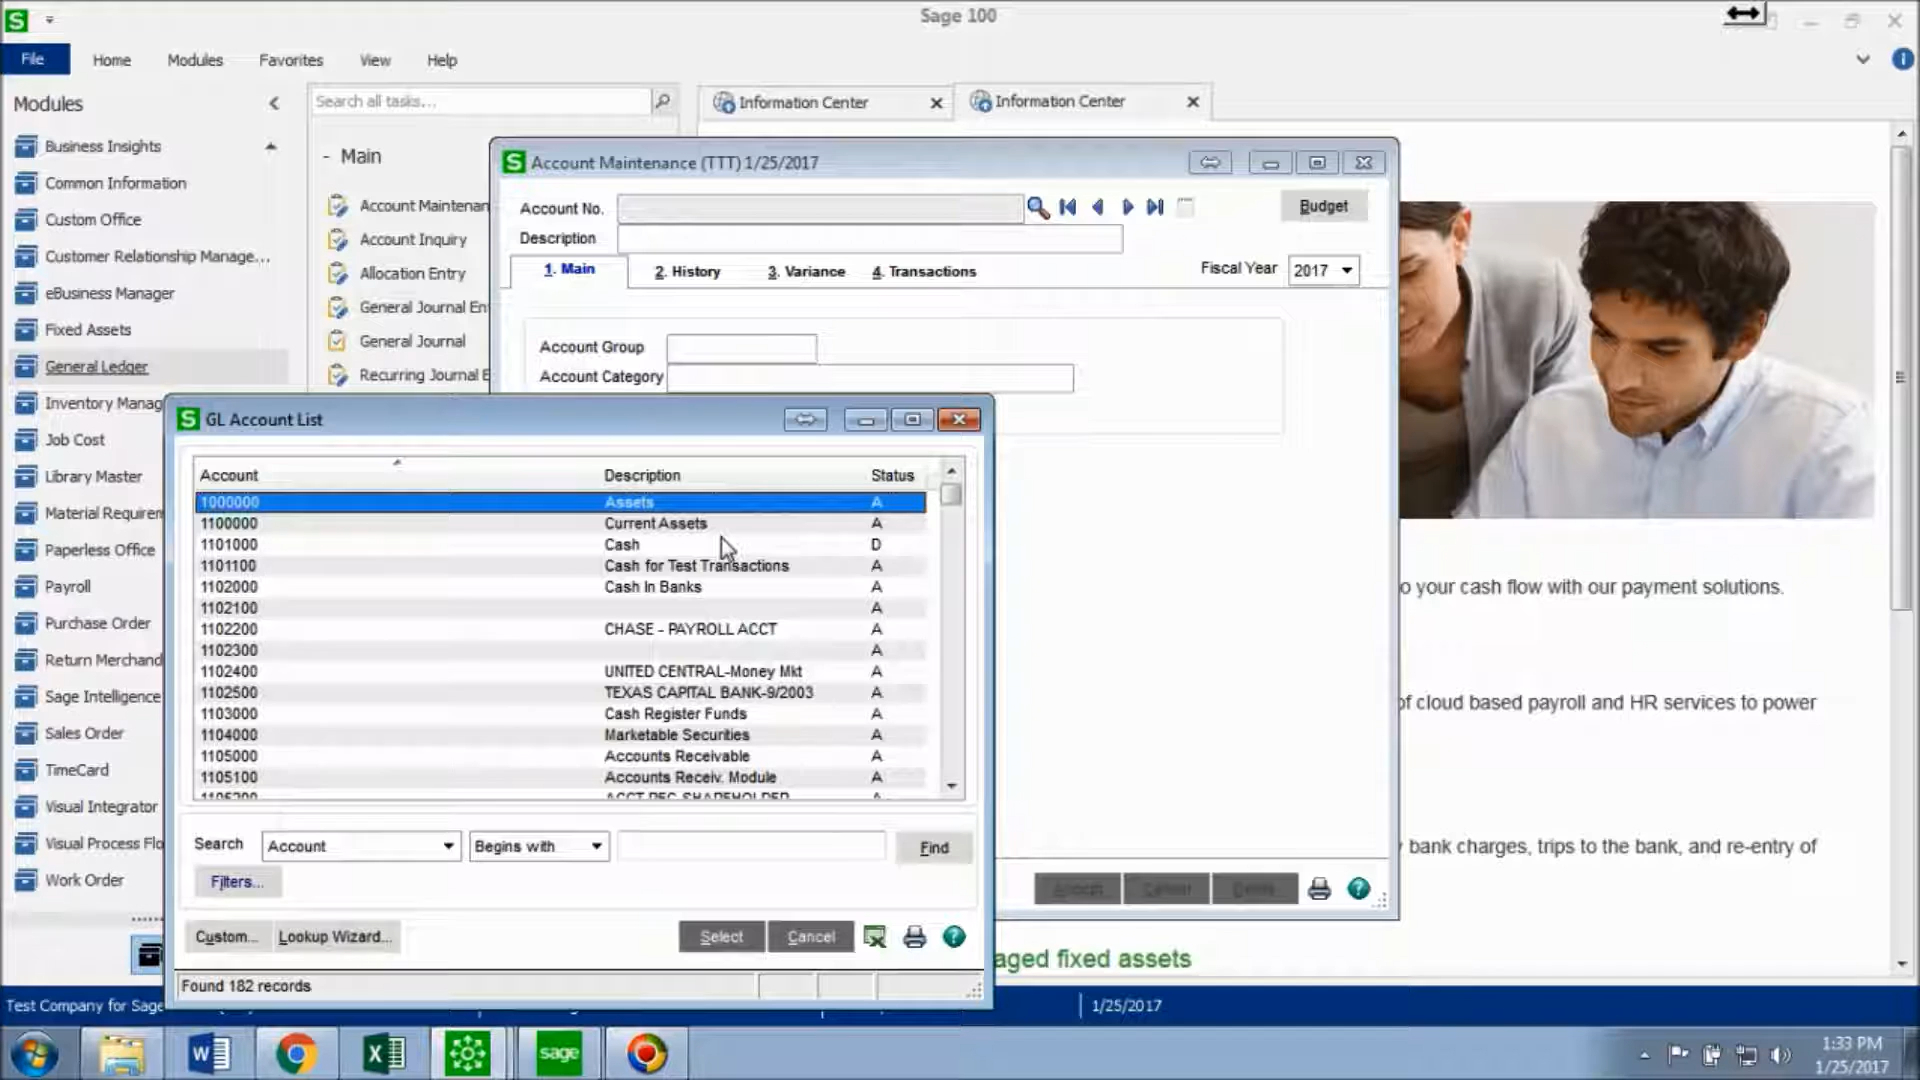 Sage 100
File
Home
Modules
Favorites
View
Help
Modules
Search all tasks...
Information Center
Information Center
Business Insights
Common Information
Custom Office
Customer Relationship Manage...
eBusiness Manager
Fixed Assets
General Ledger
Inventory Manag
Job Cost
Library Master
Material Requirem
Paperless Office
Payroll
Purchase Order
Return Merchand
Sage Intelligence
Sales Order
TimeCard
Visual Integrator
Visual Process Flo
Work Order
- Main
Account Maintenan
Account Inquiry
Allocation Entry
General Journal En
General Journal
Recurring Journal E
S Account Maintenance (TTT) 1/25/2017
Account No.
Budget
Description
1. Main
2. History
3. Variance
4. Transactions
Fiscal Year
2017
Account Group
Account Category
S GL Account List
Account Description Status
1000000 Assets A
1100000 Current Assets A
1101000 Cash D
1101100 Cash for Test Transactions A
1102000 Cash In Banks A
1102100 A
1102200 CHASE - PAYROLL ACCT A
1102300 A
1102400 UNITED CENTRAL-Money Mkt A
1102500 TEXAS CAPITAL BANK-9/2003 A
1103000 Cash Register Funds A
1104000 Marketable Securities A
1105000 Accounts Receivable A
1105100 Accounts Receiv. Module A
1105200 ACCT REC SHAREHOLDER A
Search
Account
Begins with
Find
Filters...
Custom...
Lookup Wizard...
Select
Cancel
Found 182 records
o your cash flow with our payment solutions.
of cloud based payroll and HR services to power
bank charges, trips to the bank, and re-entry of
aged fixed assets
Test Company for Sage
1/25/2017
sage
1:33 PM
1/25/2017